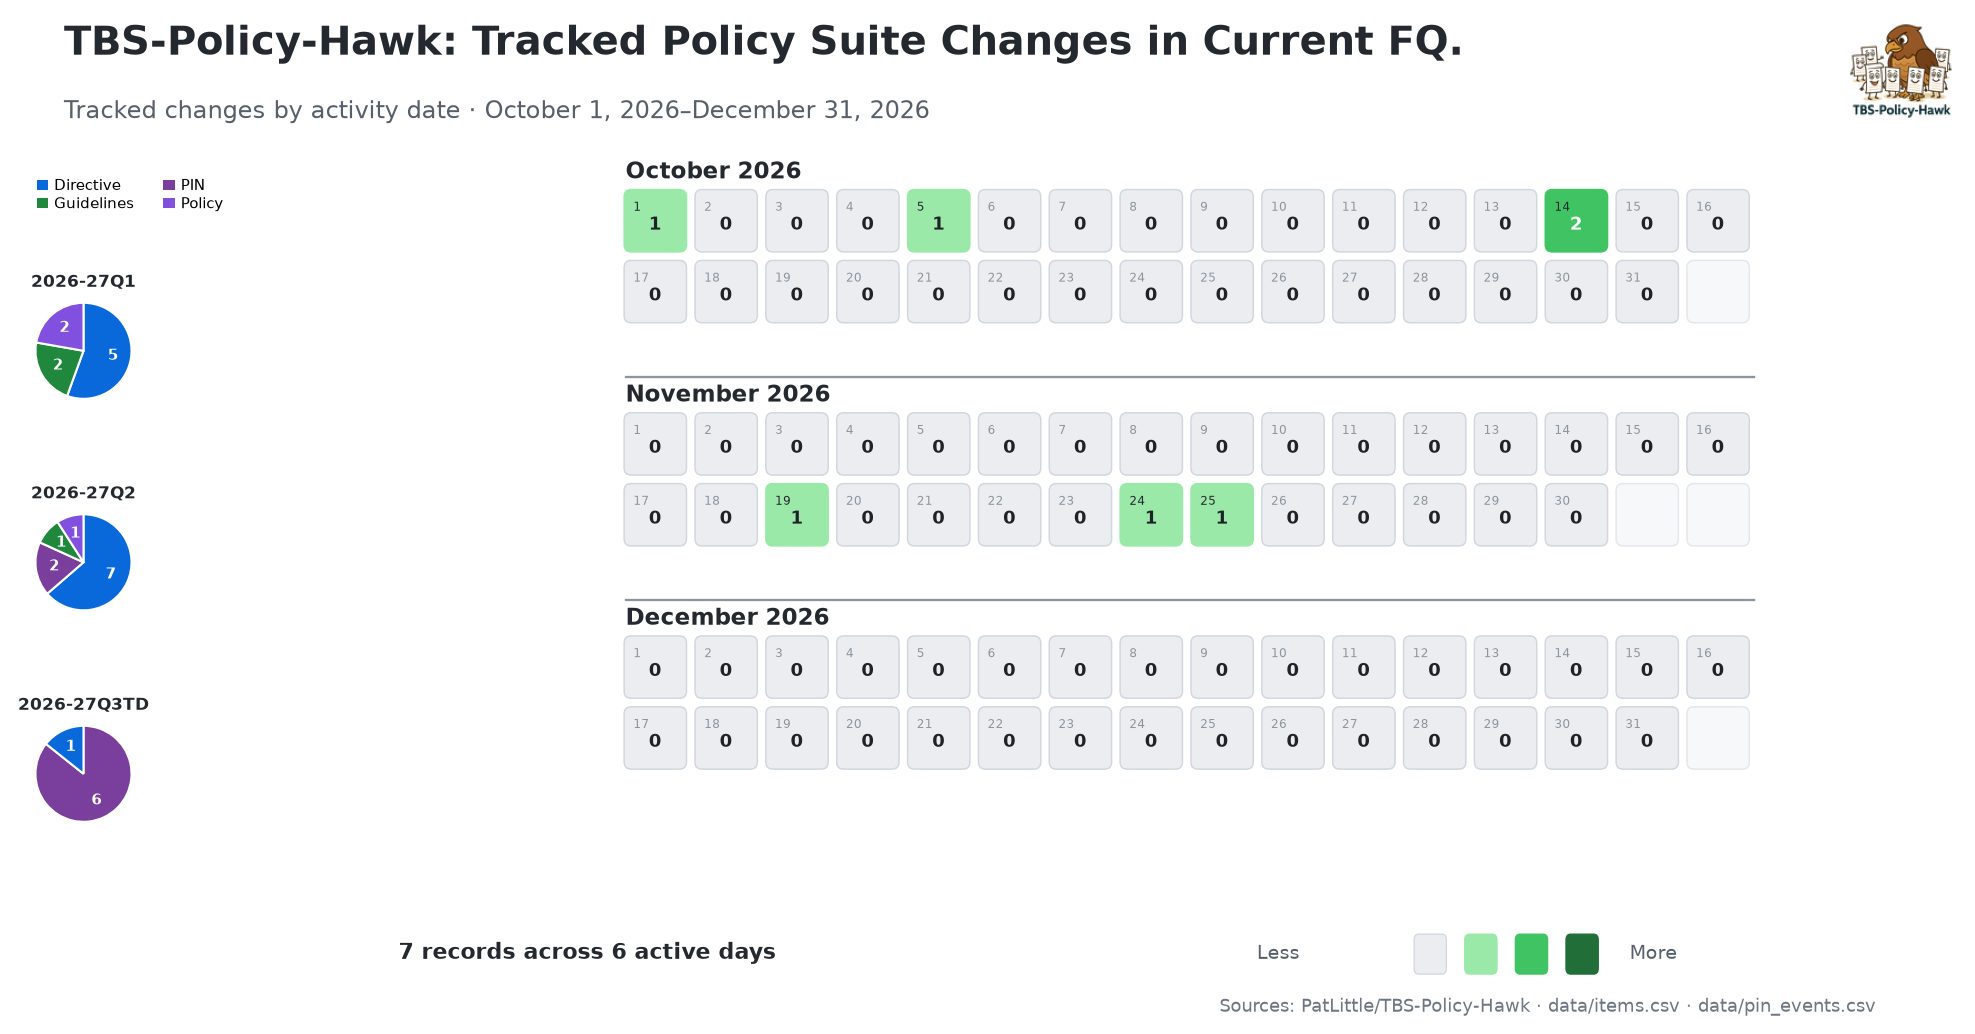 TBS-Policy-Hawk: Tracked Policy Suite Changes in Current FQ.
TBS-Policy-Hawk
Tracked changes by activity date · October 1, 2026–December 31, 2026
Directive PIN
Guidelines Policy
2026-27Q1
2
5
2
2026-27Q2
1
1
2
7
2026-27Q3TD
1
6
October 2026
1 2 3 4 5 6 7 8 9 10 11 12 13 14 15 16
1 0 0 0 1 0 0 0 0 0 0 0 0 2 0 0
17 18 19 20 21 22 23 24 25 26 27 28 29 30 31
0 0 0 0 0 0 0 0 0 0 0 0 0 0 0
November 2026
1 2 3 4 5 6 7 8 9 10 11 12 13 14 15 16
0 0 0 0 0 0 0 0 0 0 0 0 0 0 0 0
17 18 19 20 21 22 23 24 25 26 27 28 29 30
0 0 1 0 0 0 0 1 1 0 0 0 0 0
December 2026
1 2 3 4 5 6 7 8 9 10 11 12 13 14 15 16
0 0 0 0 0 0 0 0 0 0 0 0 0 0 0 0
17 18 19 20 21 22 23 24 25 26 27 28 29 30 31
0 0 0 0 0 0 0 0 0 0 0 0 0 0 0
7 records across 6 active days
Less More
Sources: PatLittle/TBS-Policy-Hawk · data/items.csv · data/pin_events.csv